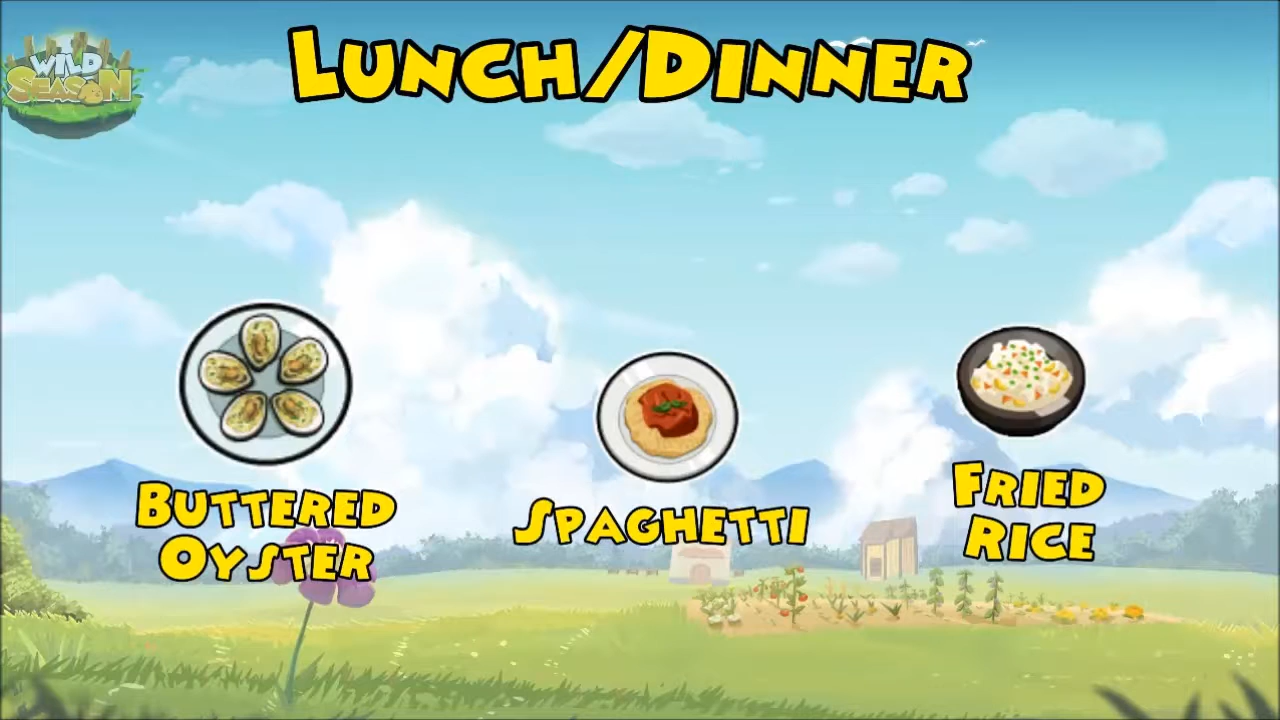 WILD
SEASON
LUNCH/DINNER
BUTTERED
OYSTER
SPAGHETTI
FRIED
RICE